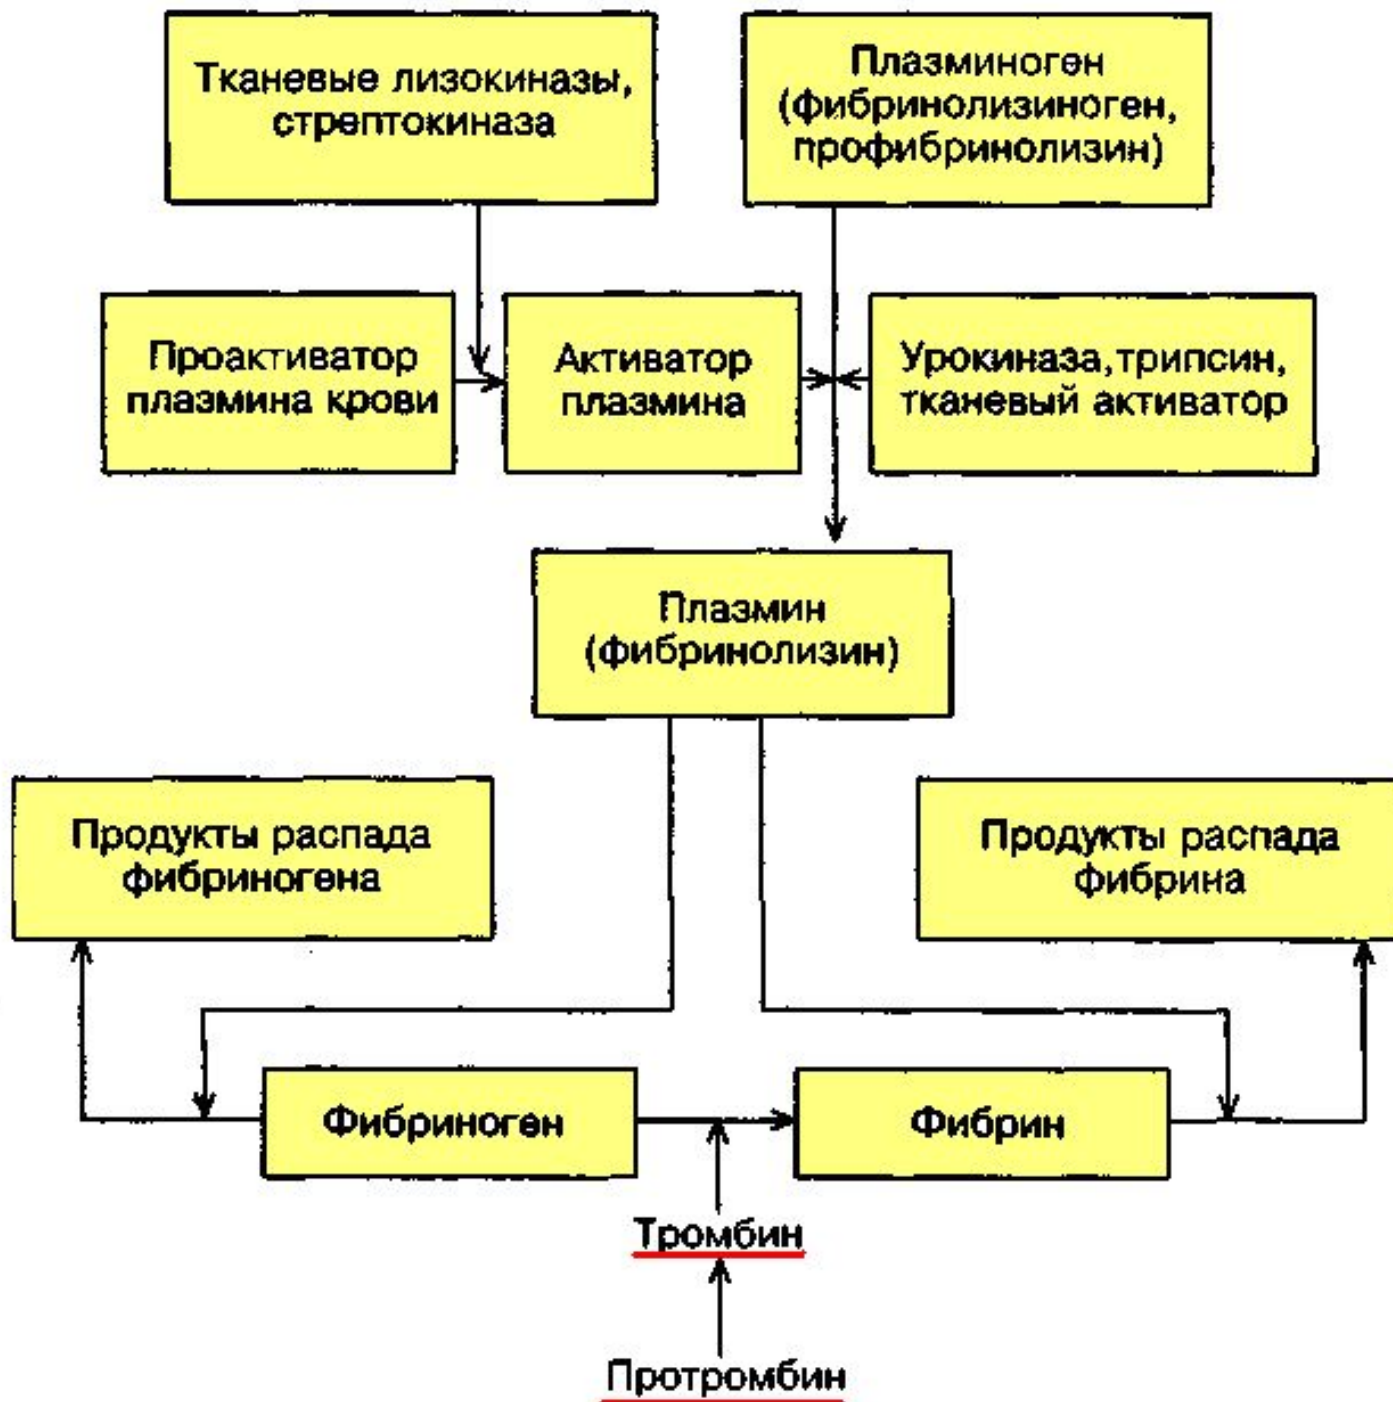 Тканевые лизокиназы,
стрептокиназа
Плазминоген
(фибринолизиноген,
профибринолизин)
Проактиватор
плазмина крови
Активатор
плазмина
Урокиназа, трипсин,
тканевый активатор
Плазмин
(фибринолизин)
Продукты распада
фибриногена
Продукты распада
фибрина
Фибриноген
Фибрин
Тромбин
Протромбин